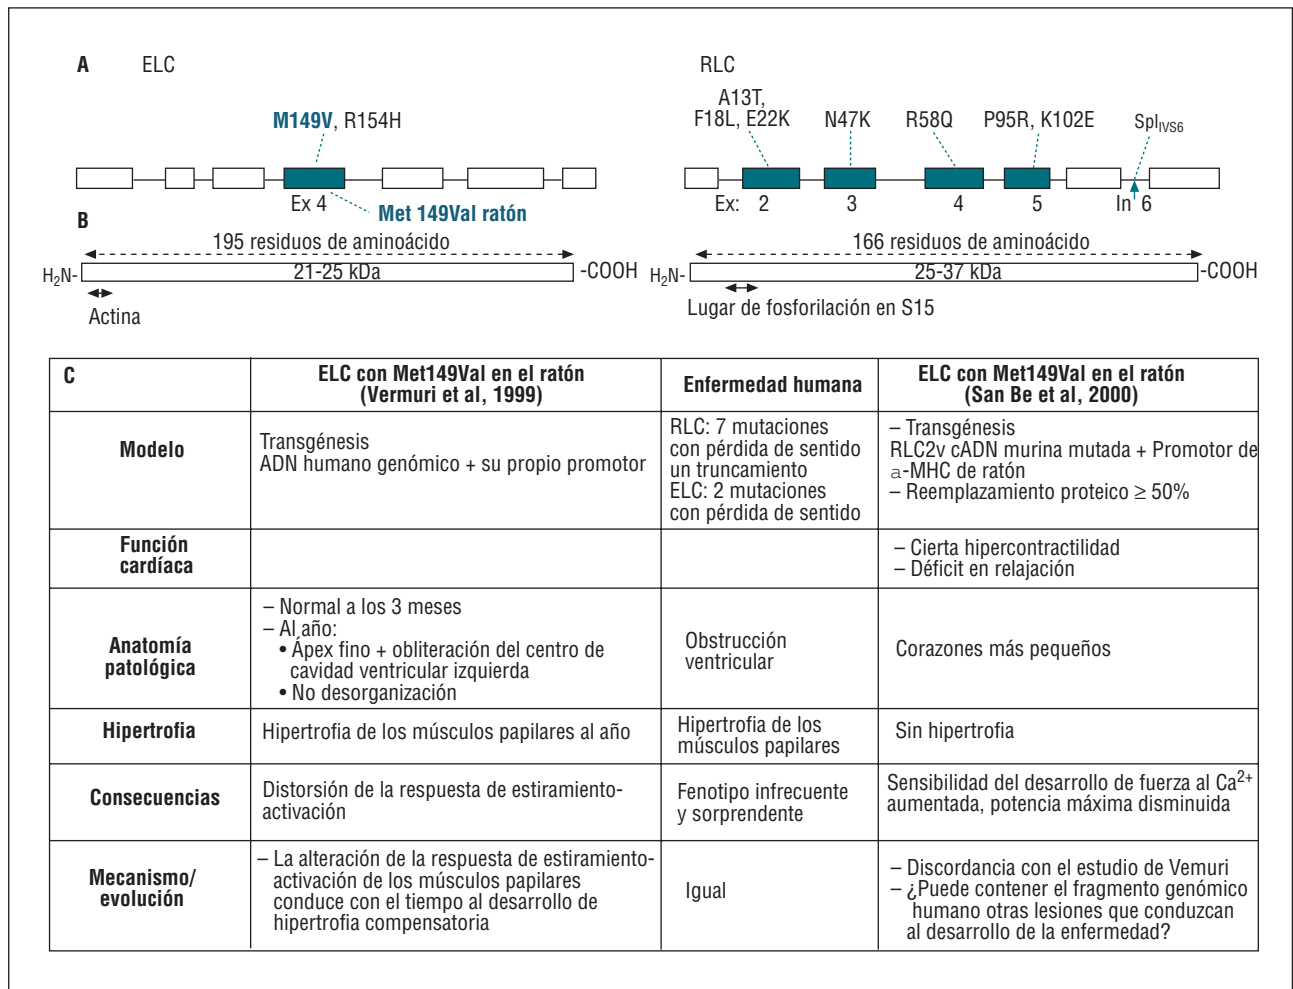 A ELC
M149V, R154H
Ex 4
Met 149Val ratón
RLC
A13T,
F18L, E22K
N47K
R58Q
P95R, K102E
SplIVS6
Ex: 2 3 4 5 In 6
B
195 residuos de aminoácido
H2N- 21-25 kDa -COOH
Actina
166 residuos de aminoácido
H2N- 25-37 kDa -COOH
Lugar de fosforilación en S15
C
ELC con Met149Val en el ratón
(Vermuri et al, 1999)
Enfermedad humana
ELC con Met149Val en el ratón
(San Be et al, 2000)
Modelo
Transgénesis
ADN humano genómico + su propio promotor
RLC: 7 mutaciones
con pérdida de sentido
un truncamiento
ELC: 2 mutaciones
con pérdida de sentido
– Transgénesis
RLC2v cADN murina mutada + Promotor de
a-MHC de ratón
– Reemplazamiento proteico ≥ 50%
Función
cardíaca
– Cierta hipercontractilidad
– Déficit en relajación
Anatomía
patológica
– Normal a los 3 meses
– Al año:
• Ápex fino + obliteración del centro de
cavidad ventricular izquierda
• No desorganización
Obstrucción
ventricular
Corazones más pequeños
Hipertrofia
Hipertrofia de los músculos papilares al año
Hipertrofia de los
músculos papilares
Sin hipertrofia
Consecuencias
Distorsión de la respuesta de estiramiento-
activación
Fenotipo infrecuente
y sorprendente
Sensibilidad del desarrollo de fuerza al Ca2+
aumentada, potencia máxima disminuida
Mecanismo/
evolución
– La alteración de la respuesta de estiramiento-
activación de los músculos papilares
conduce con el tiempo al desarrollo de
hipertrofia compensatoria
Igual
– Discordancia con el estudio de Vemuri
– ¿Puede contener el fragmento genómico
humano otras lesiones que conduzcan
al desarrollo de la enfermedad?